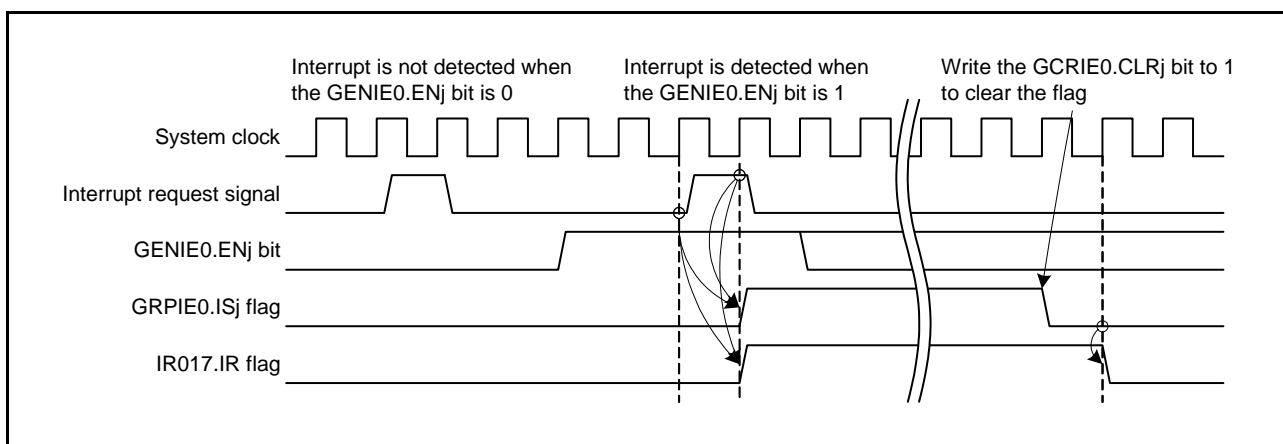 Interrupt is not detected when
the GENIE0.ENj bit is 0
Interrupt is detected when
the GENIE0.ENj bit is 1
Write the GCRIE0.CLRj bit to 1
to clear the flag
System clock
Interrupt request signal
GENIE0.ENj bit
GRPIE0.ISj flag
IR017.IR flag